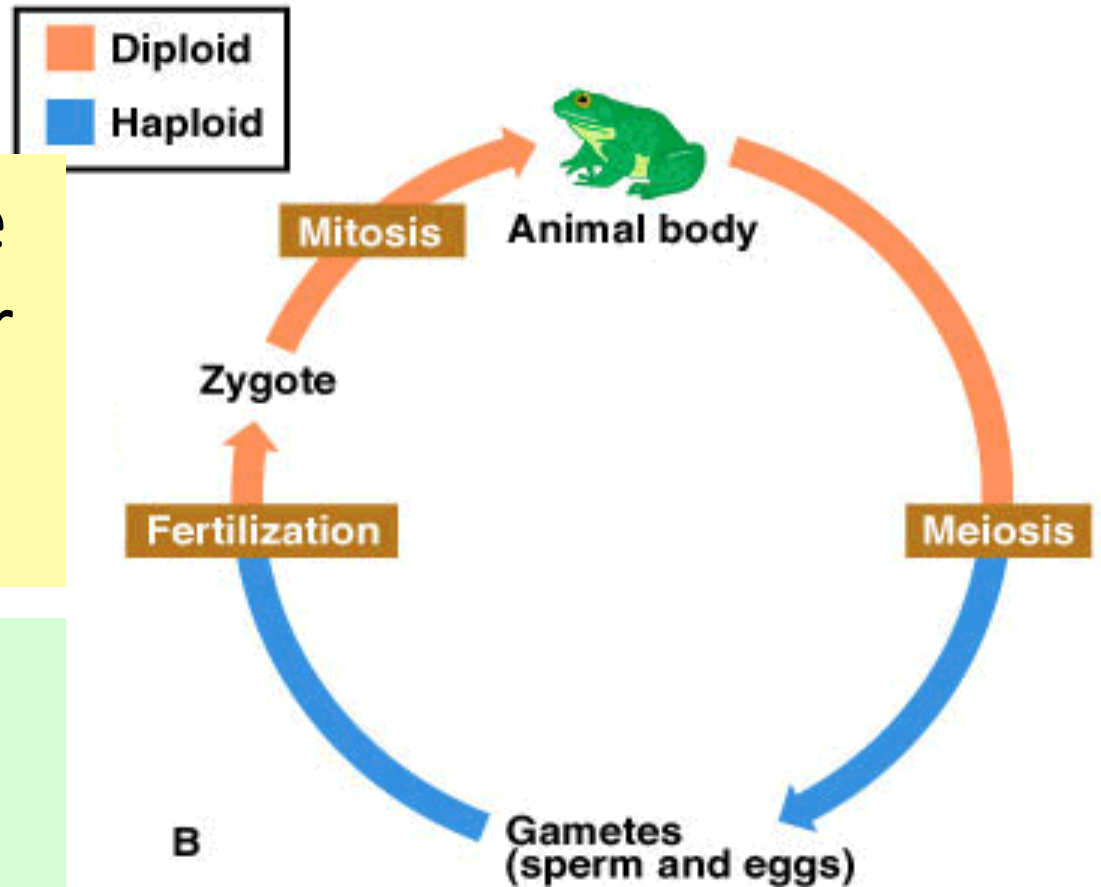 Diploid
Haploid
Mitosis
Animal body
Zygote
Fertilization
Meiosis
B
Gametes
(sperm and eggs)